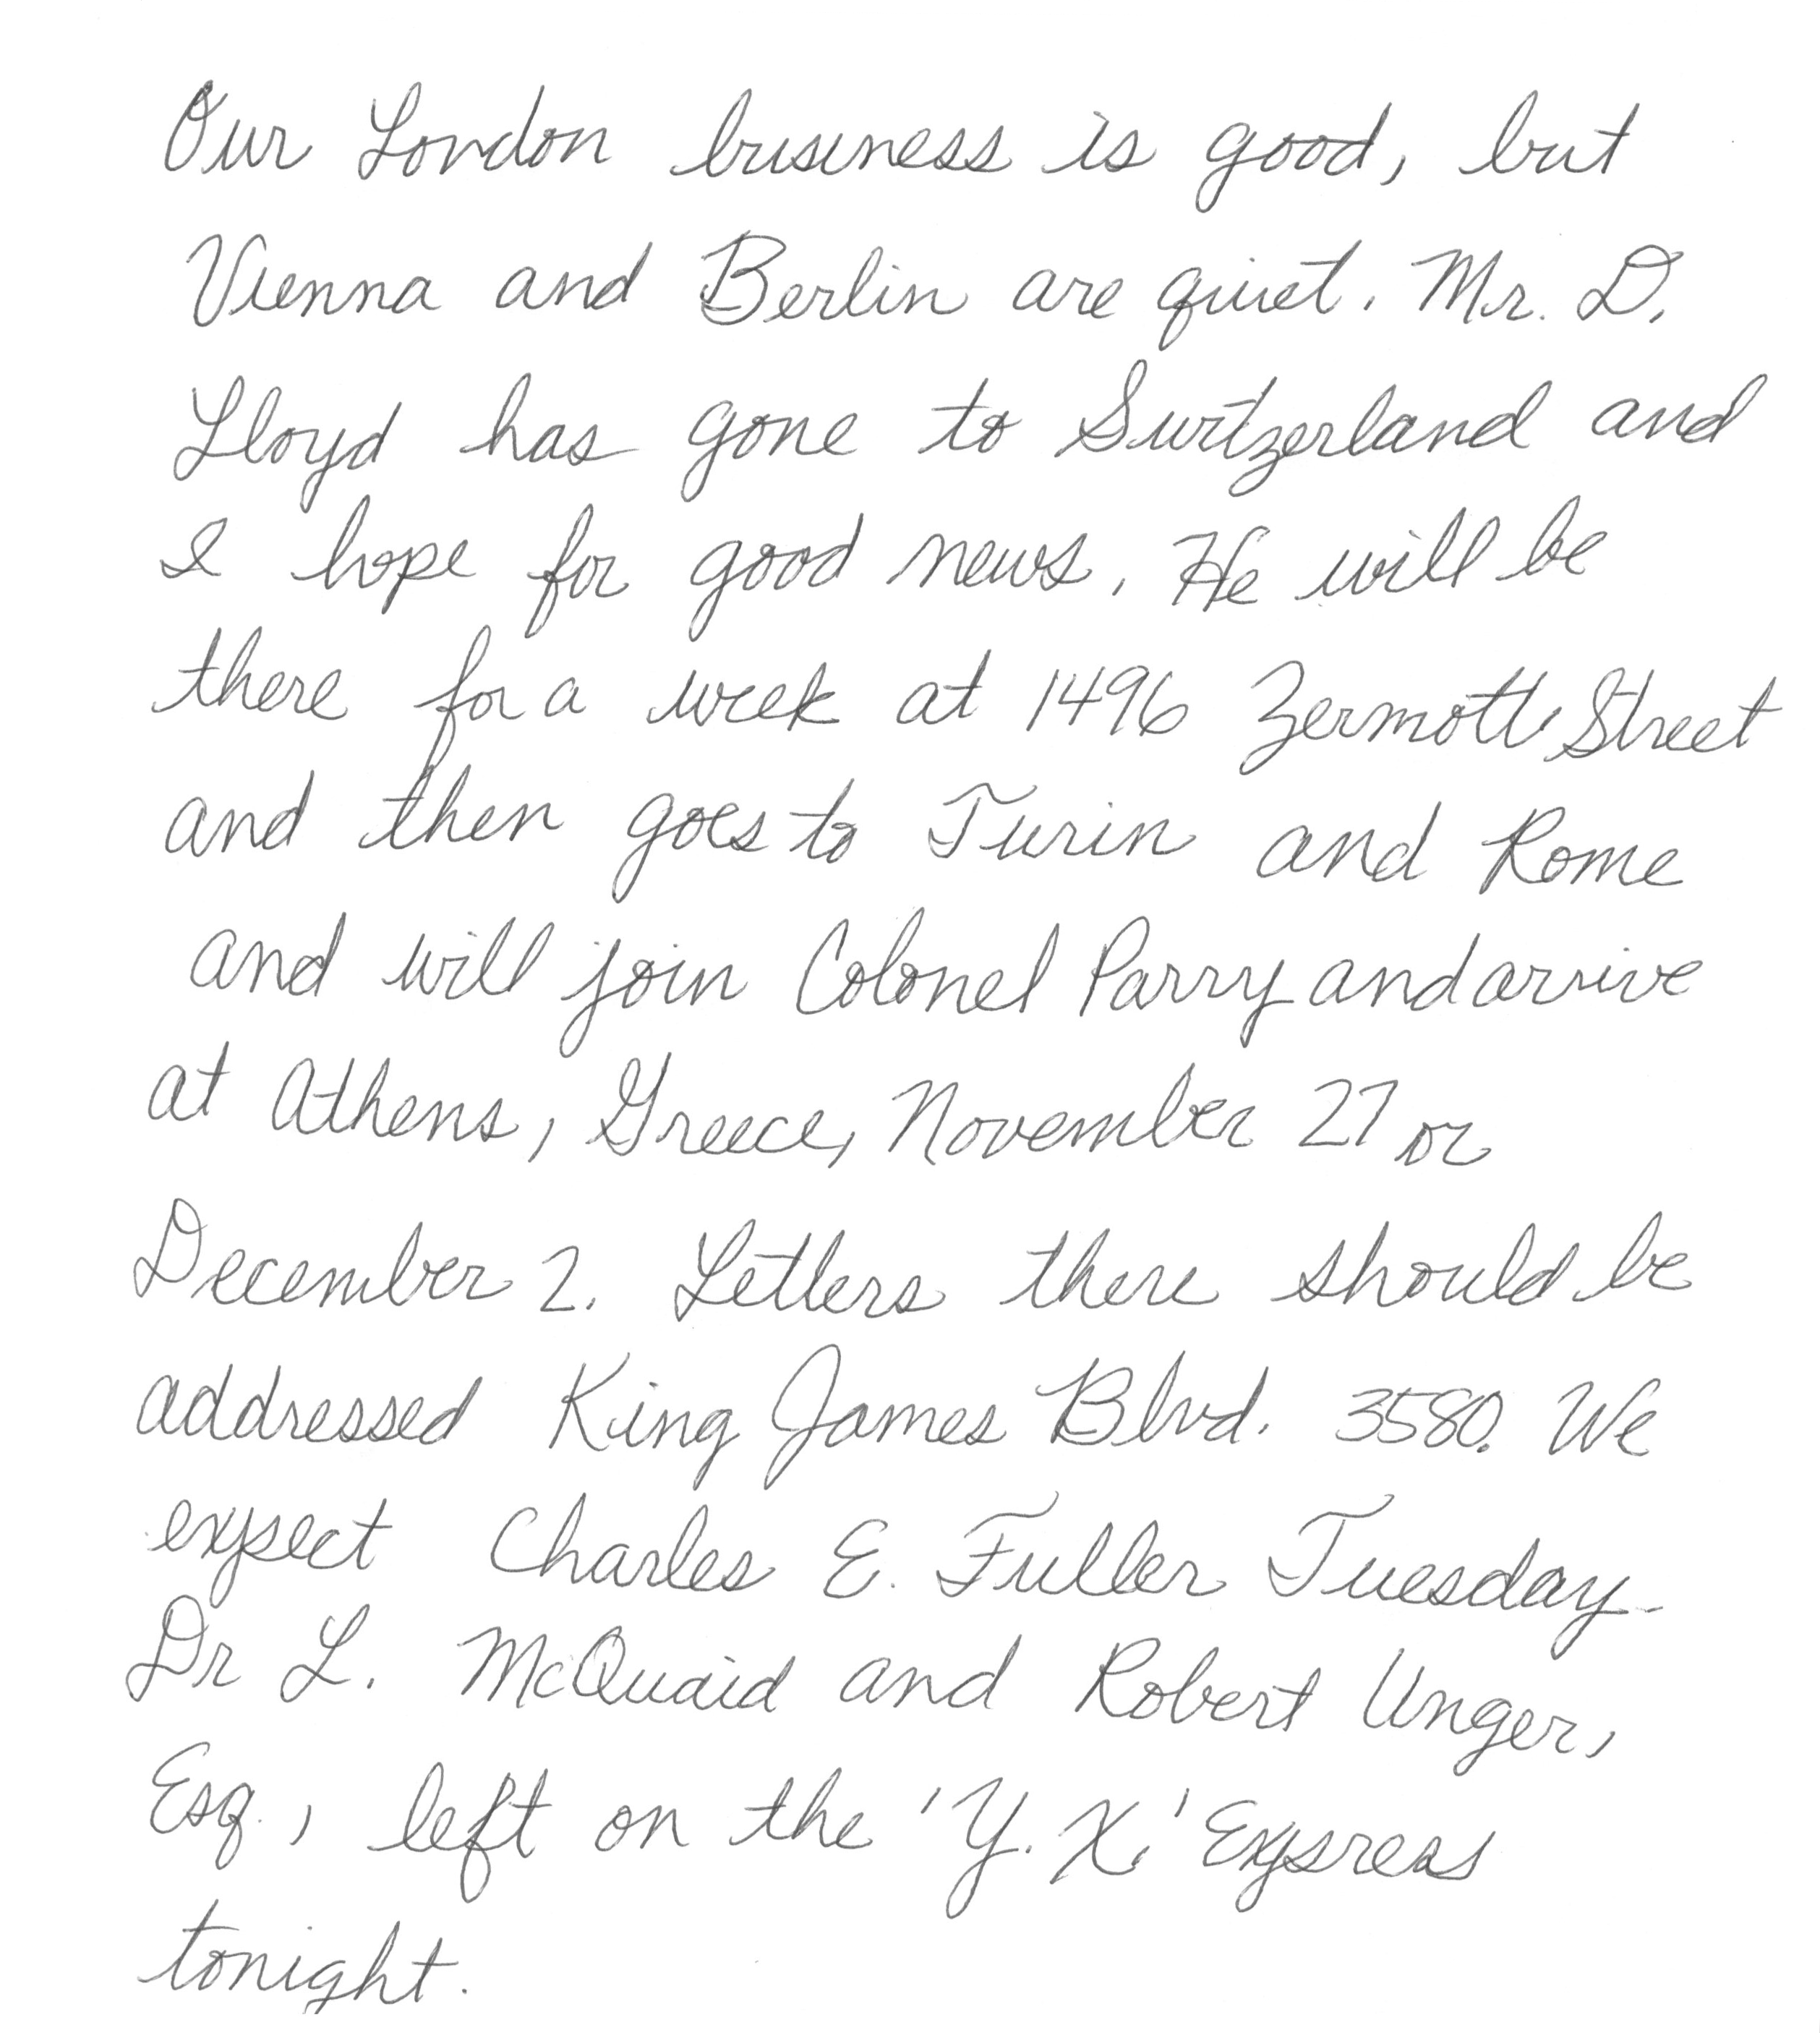 Our London business is good, but
Vienna and Berlin are quiet. Mr. D.
Lloyd has gone to Switzerland and
I hope for good news. He will be
there for a week at 1496 Zermott Street
and then goes to Turin and Rome
and will join Colonel Parry and arrive
at Athens, Greece, November 27 or
December 2. Letters there should be
addressed King James Blvd. 3580. We
expect Charles E. Fuller Tuesday.
Dr L. McQuaid and Robert Unger,
Esq., left on the 'Y. X.' Express
tonight.